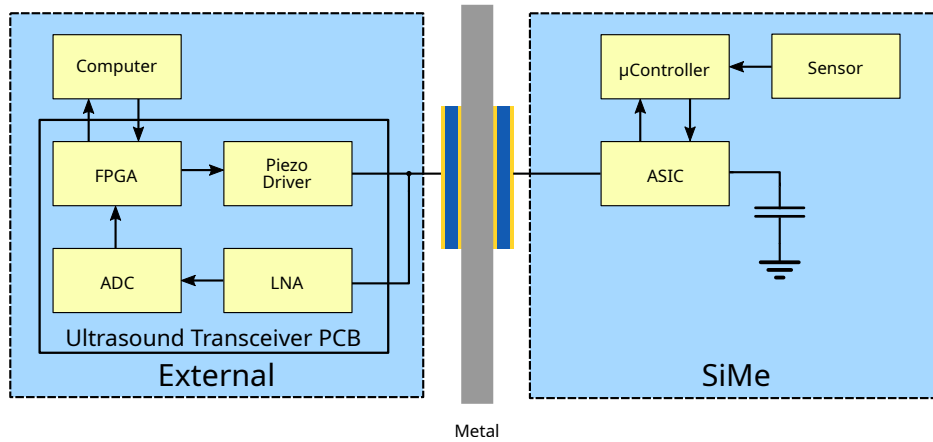 Computer
FPGA
Piezo
Driver
ADC
LNA
Ultrasound Transceiver PCB
External
Metal
µController
Sensor
ASIC
SiMe